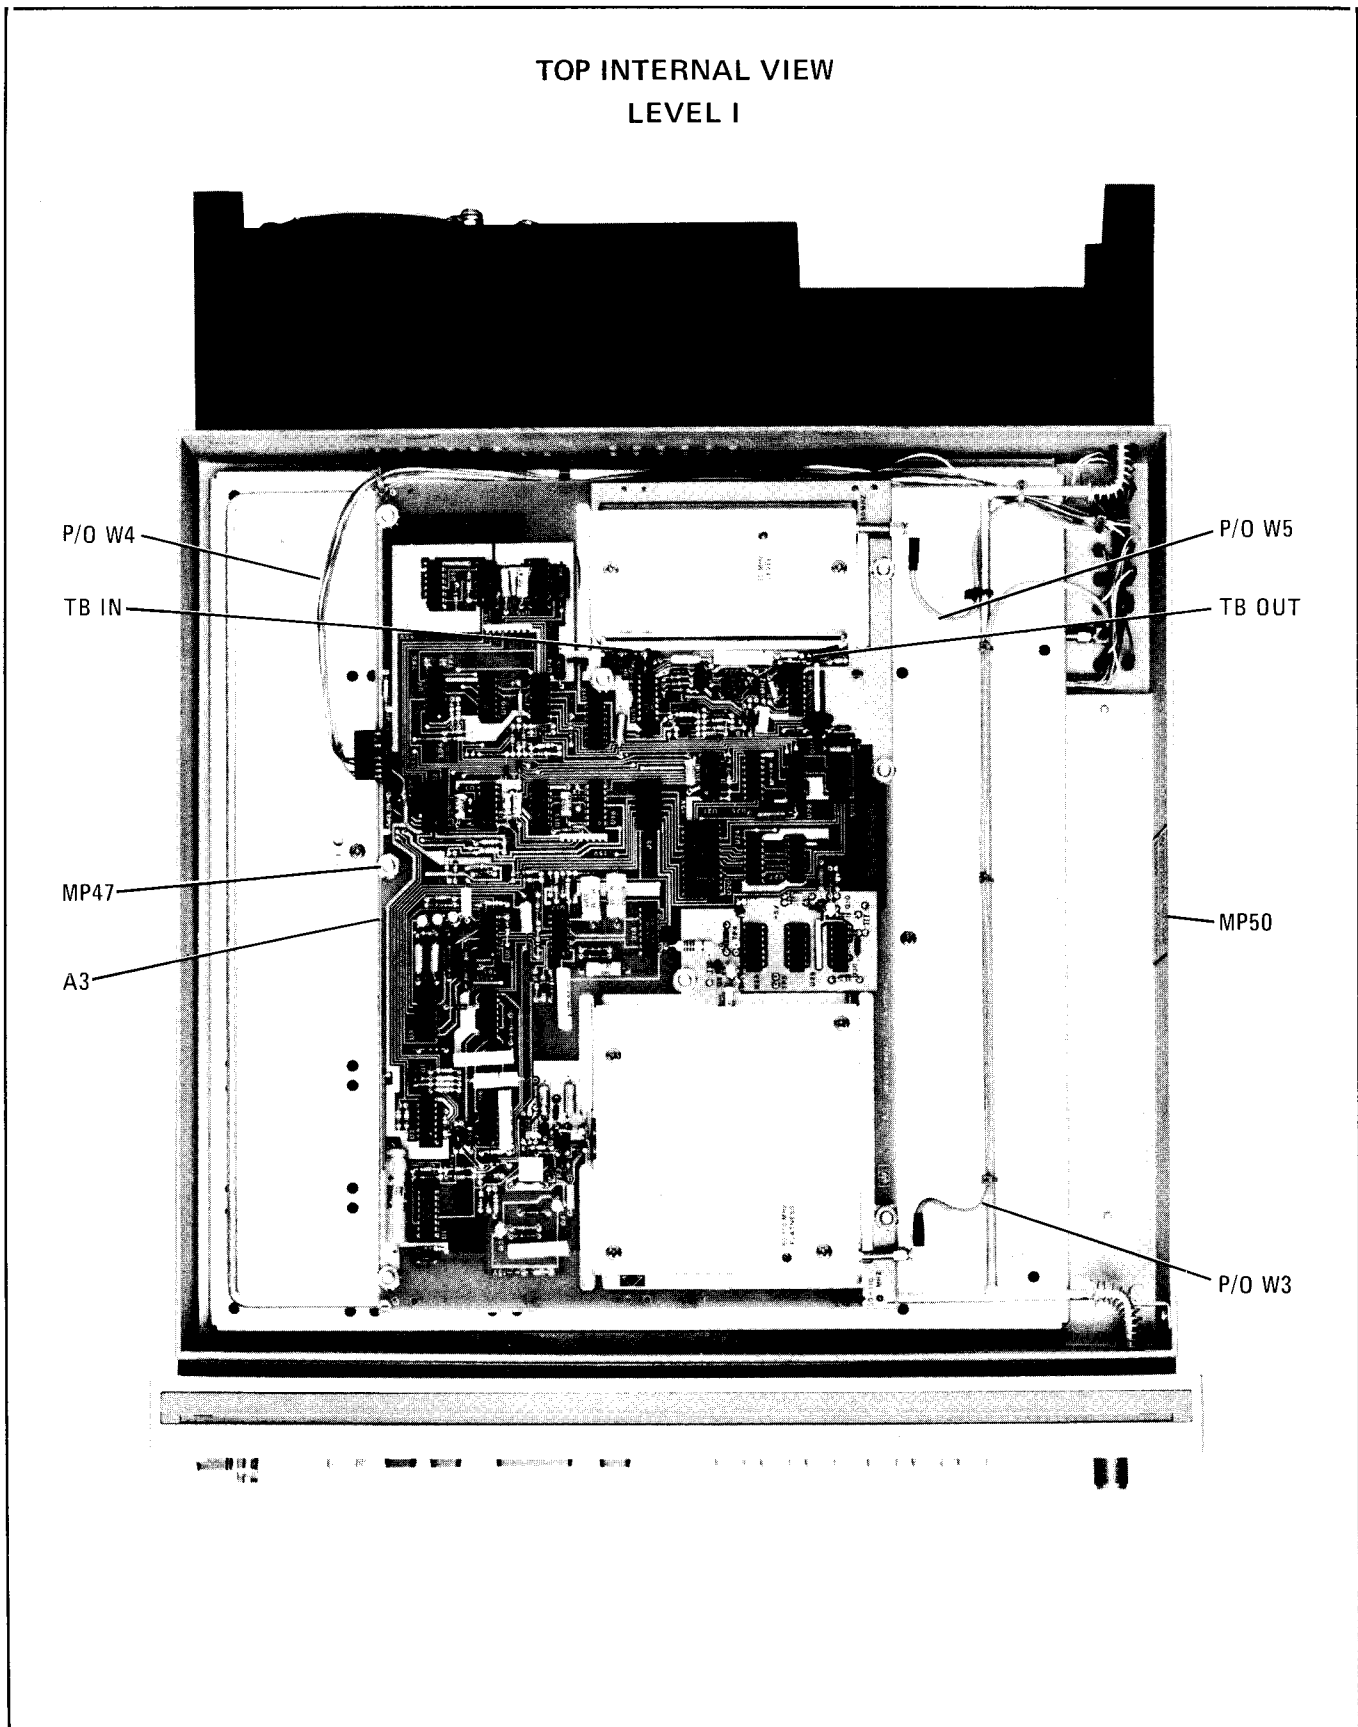 TOP INTERNAL VIEW
LEVEL I
P/O W4
TB IN
MP47
A3
P/O W5
TB OUT
MP50
P/O W3